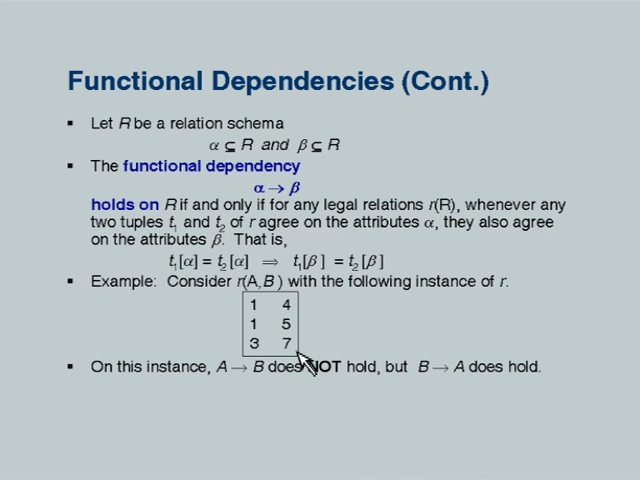 Functional Dependencies (Cont.)
▪ Let R be a relation schema
α ⊆ R and β ⊆ R
▪ The functional dependency
α → β
holds on R if and only if for any legal relations r(R), whenever any
two tuples t₁ and t₂ of r agree on the attributes α, they also agree
on the attributes β. That is,
t₁[α] = t₂[α] ⟹ t₁[β] = t₂[β]
▪ Example: Consider r(A,B) with the following instance of r.
1 4
1 5
3 7
▪ On this instance, A → B does NOT hold, but B → A does hold.